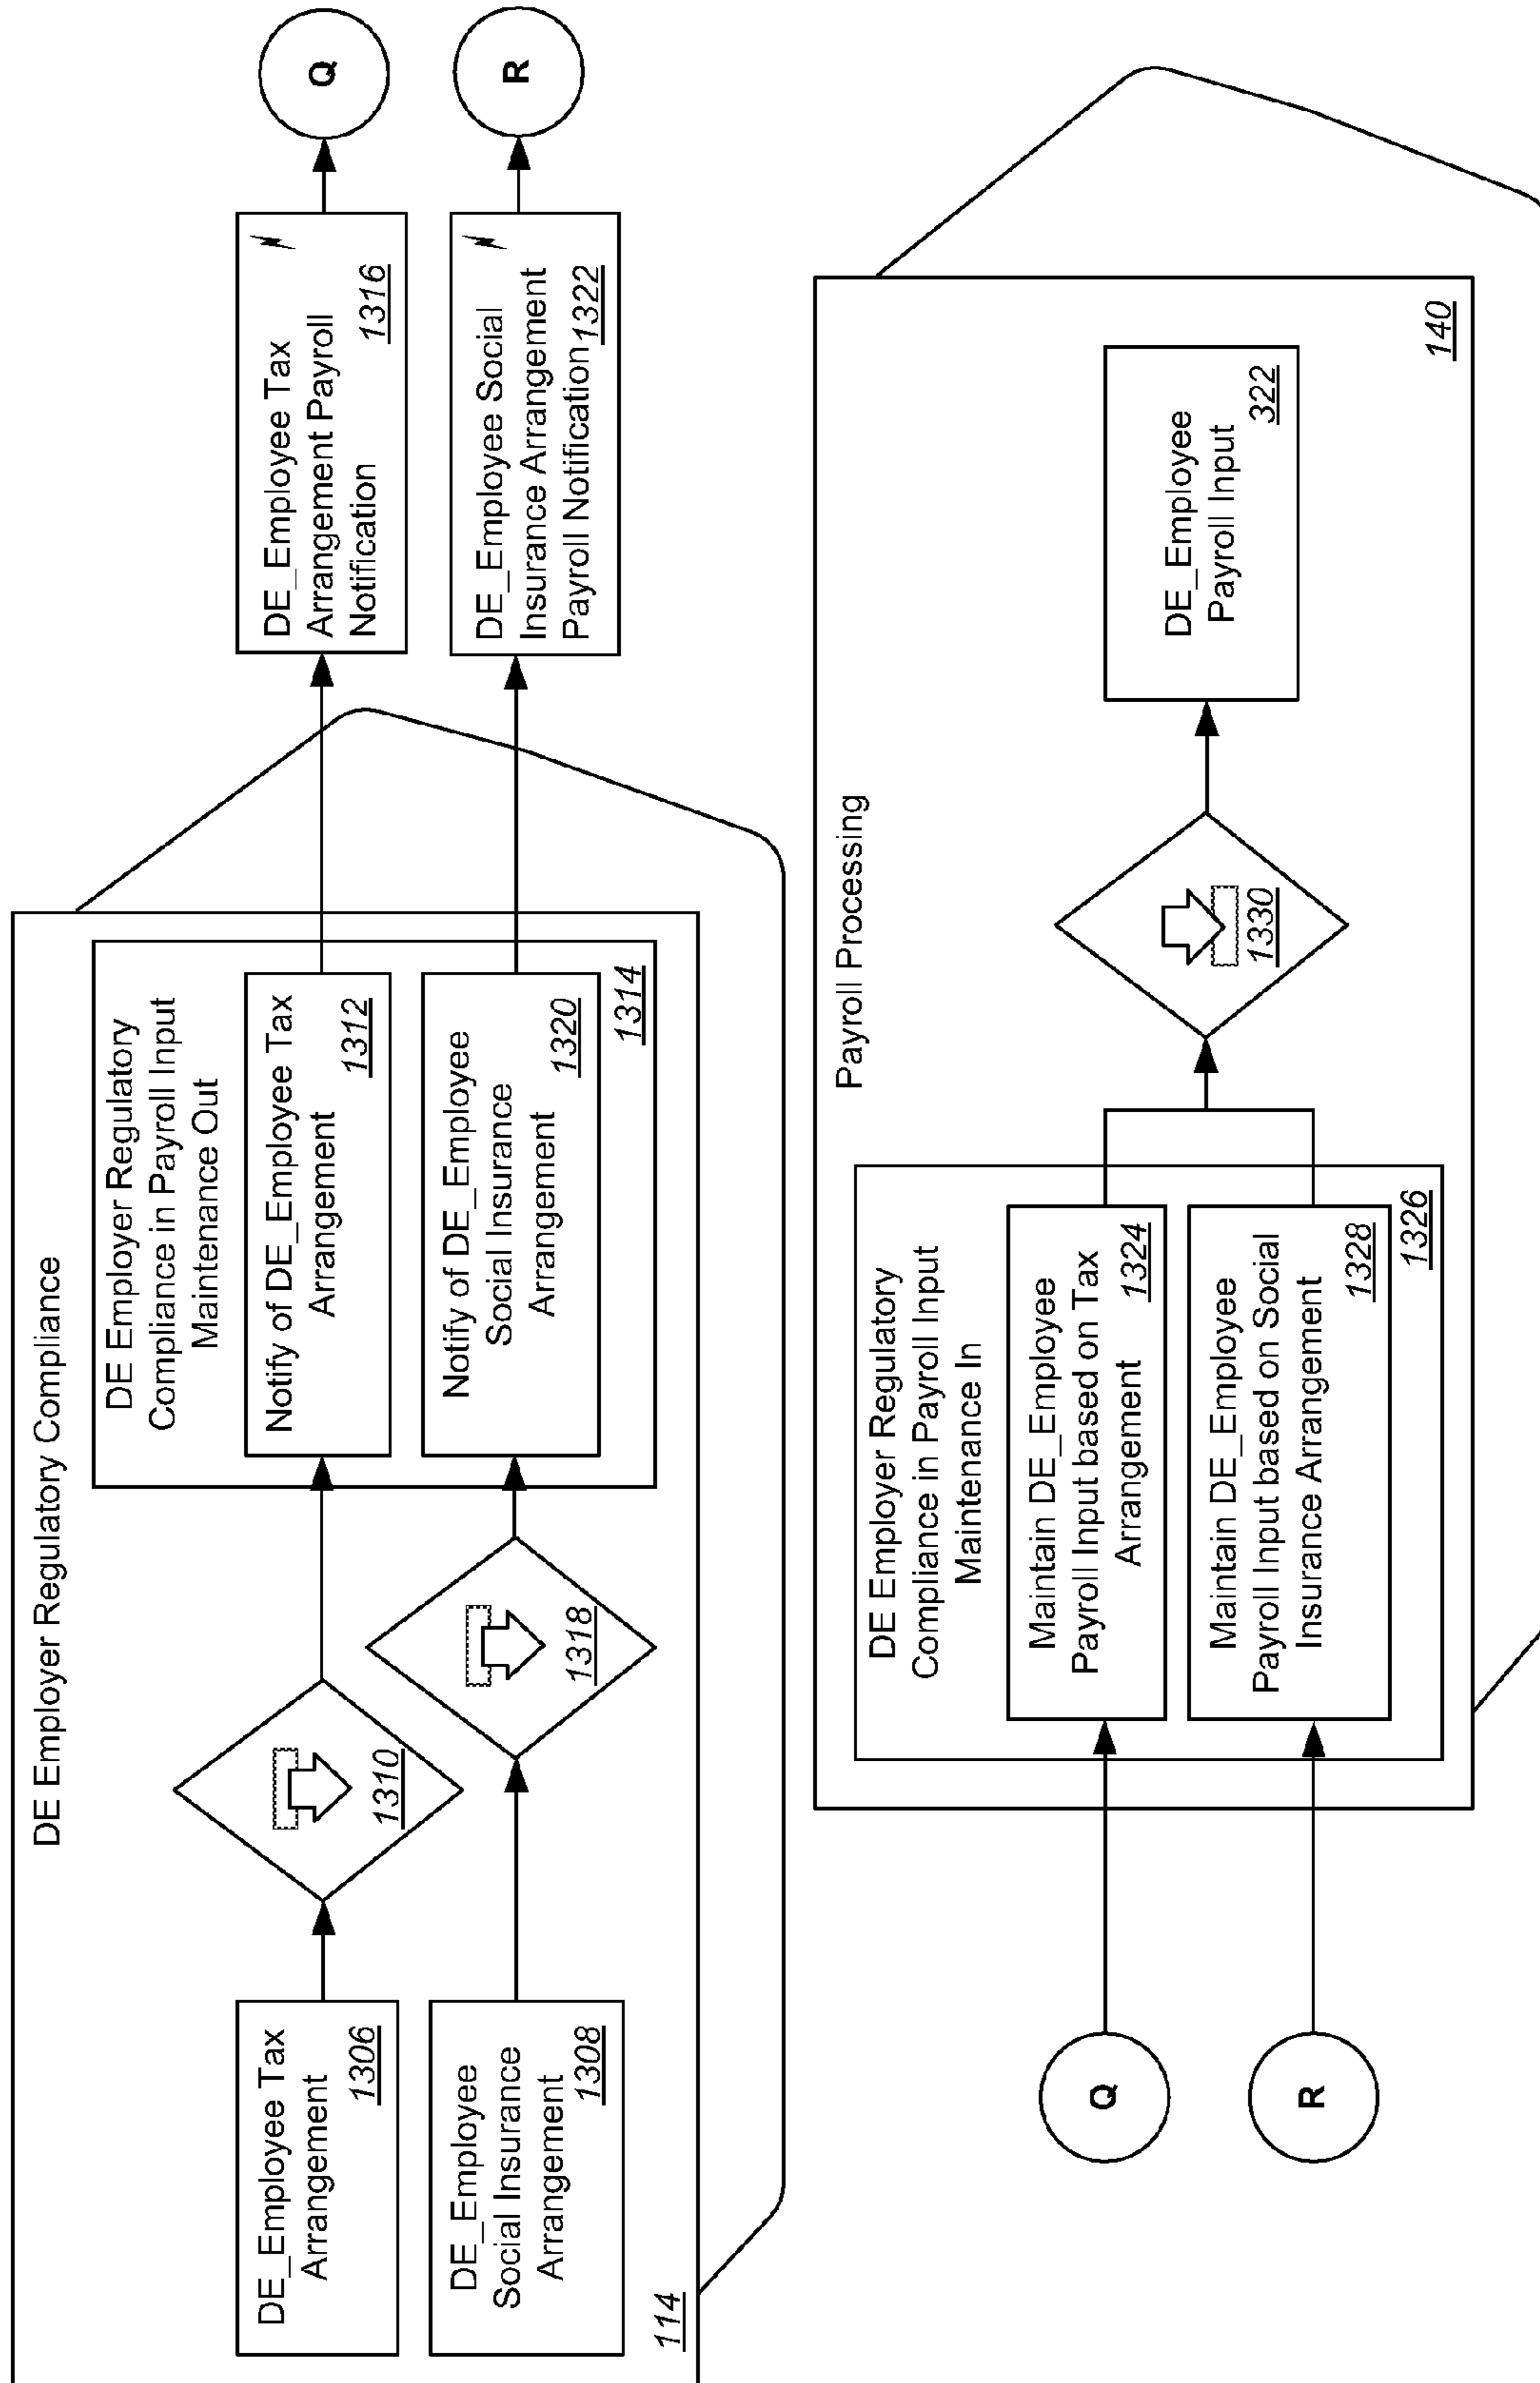 DE Employer Regulatory Compliance
DE_Employee Tax
Arrangement
1306
1310
DE Employer Regulatory
Compliance in Payroll Input
Maintenance Out
Notify of DE_Employee Tax
Arrangement
1312
DE_Employee Tax
Arrangement Payroll
Notification
1316
Q
DE_Employee
Social Insurance
Arrangement
1308
1318
Notify of DE_Employee
Social Insurance
Arrangement
1320
1314
DE_Employee Social
Insurance Arrangement
Payroll Notification 1322
R
114
Payroll Processing
DE Employer Regulatory
Compliance in Payroll Input
Maintenance In
Q
Maintain DE_Employee
Payroll Input based on Tax
Arrangement
1324
R
Maintain DE_Employee
Payroll Input based on Social
Insurance Arrangement
1328
1326
1330
DE_Employee
Payroll Input
322
140